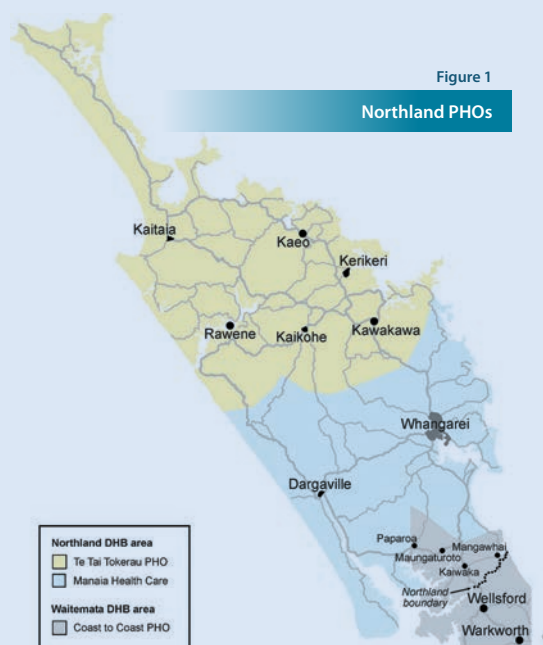 Figure 1
Northland PHOs
Kaitaia
Kaeo
Kerikeri
Rawene
Kaikohe
Kawakawa
Whangarei
Dargaville
Paparoa
Maungaturoto
Mangawhai
Kaiwaka
Northland
boundary
Wellsford
Warkworth
Northland DHB area
Te Tai Tokerau PHO
Manaia Health Care
Waitemata DHB area
Coast to Coast PHO